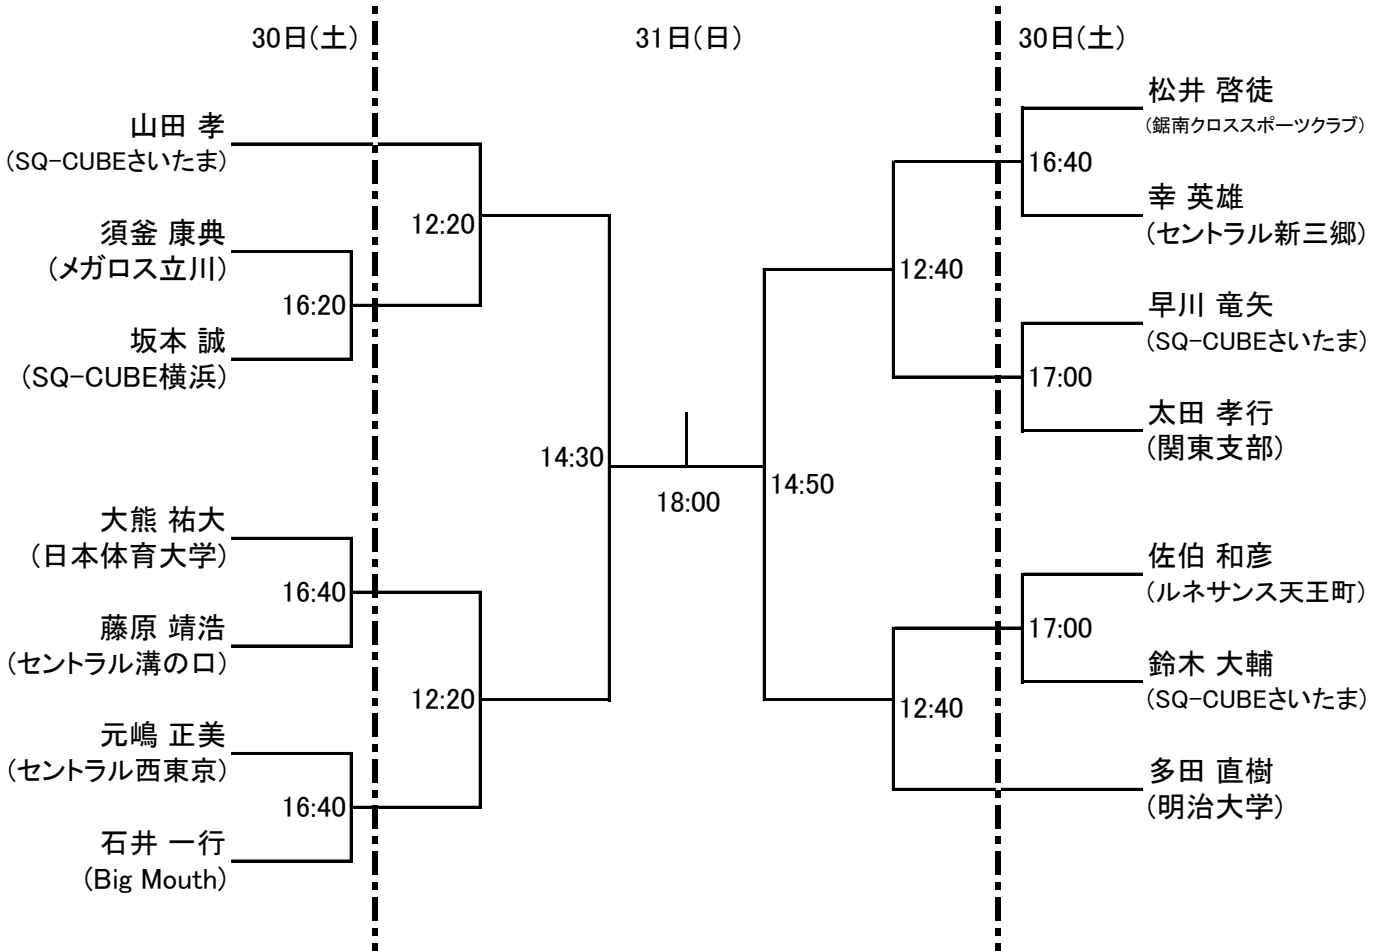 30日(土)
31日(日)
30日(土)
山田 孝
(SQ-CUBEさいたま)
12:20
須釜 康典
(メガロス立川)
16:20
坂本 誠
(SQ-CUBE横浜)
14:30
大熊 祐大
(日本体育大学)
16:40
藤原 靖浩
(セントラル溝の口)
12:20
元嶋 正美
(セントラル西東京)
16:40
石井 一行
(Big Mouth)
18:00
松井 啓徒
(鋸南クロススポーツクラブ)
16:40
幸 英雄
(セントラル新三郷)
12:40
早川 竜矢
(SQ-CUBEさいたま)
17:00
太田 孝行
(関東支部)
14:50
佐伯 和彦
(ルネサンス天王町)
17:00
鈴木 大輔
(SQ-CUBEさいたま)
12:40
多田 直樹
(明治大学)